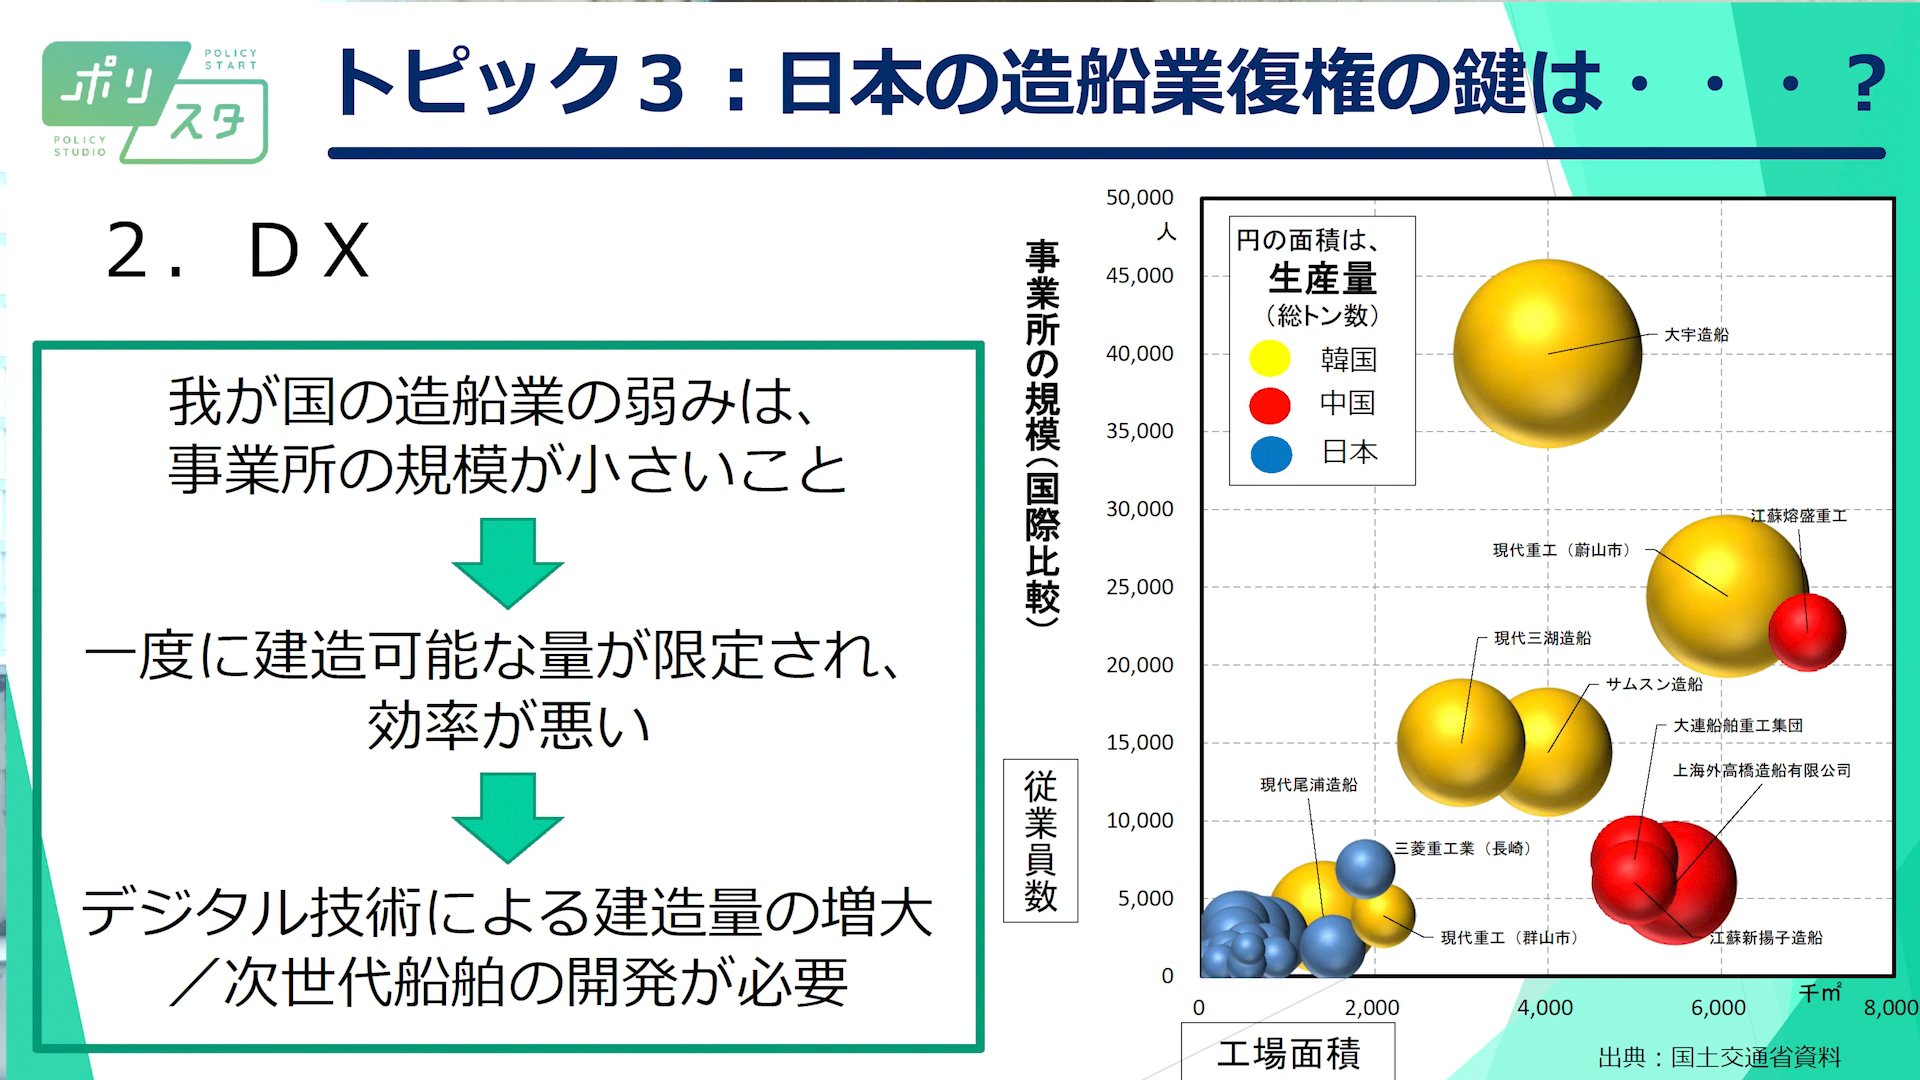 ポリスタ
POLICY
START
POLICY
STUDIO
トピック３：日本の造船業復権の鍵は・・・？
２．ＤＸ
我が国の造船業の弱みは、
事業所の規模が小さいこと
一度に建造可能な量が限定され、
効率が悪い
デジタル技術による建造量の増大
／次世代船舶の開発が必要
事業所の規模（国際比較）
従業員数
50,000
人
45,000
40,000
35,000
30,000
25,000
20,000
15,000
10,000
5,000
0
円の面積は、
生産量
（総トン数）
韓国
中国
日本
大宇造船
江蘇熔盛重工
現代重工（蔚山市）
現代三湖造船
サムスン造船
大連船舶重工集団
上海外高橋造船有限公司
現代尾浦造船
三菱重工業（長崎）
現代重工（群山市）
江蘇新揚子造船
千㎡
0
2,000
4,000
6,000
8,000
工場面積
出典：国土交通省資料